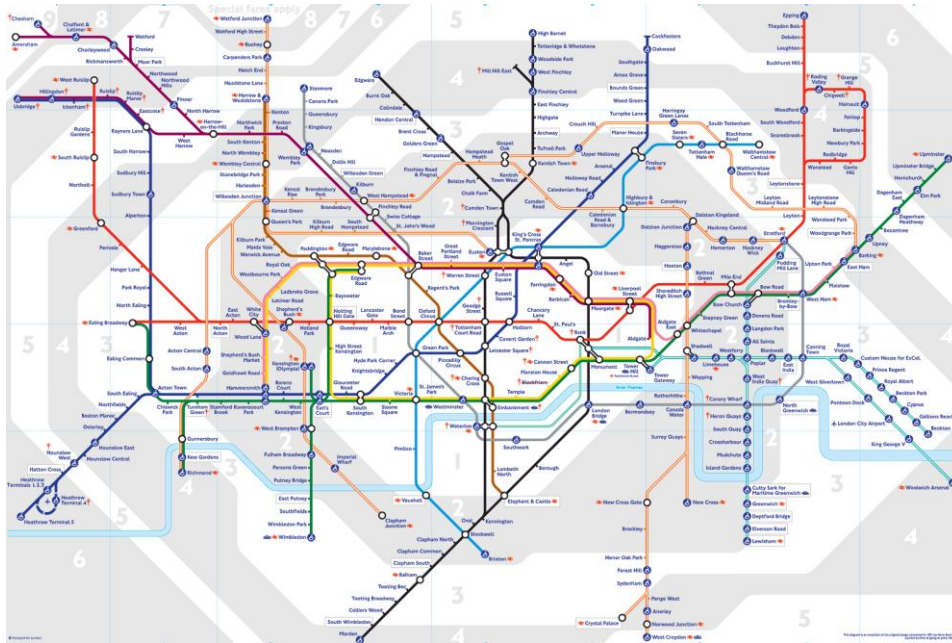 Special fares apply
Chesham
Chalfont &
Latimer
Watford
Croxley
Amersham
Chorleywood
Rickmansworth
Moor Park
Northwood
Northwood
Hills
Pinner
North Harrow
Harrow-
on-the-Hill
West
Harrow
West Ruislip
Hillingdon
Ruislip
Ruislip
Manor
Uxbridge
Ickenham
Eastcote
Rayners Lane
Ruislip
Gardens
South Ruislip
Northolt
Greenford
Perivale
Hanger Lane
South Harrow
Sudbury Hill
Sudbury Town
Alperton
Park Royal
North Ealing
Ealing Broadway
West
Acton
North
Acton
East
Acton
Ealing Common
South Ealing
Acton Town
Northfields
Boston Manor
Osterley
Hounslow East
Hounslow Central
Hounslow
West
Hatton Cross
Heathrow
Terminals 1, 2, 3
Heathrow
Terminal 4
Heathrow Terminal 5
Watford Junction
Watford High Street
Bushey
Carpenders Park
Hatch End
Headstone Lane
Harrow &
Wealdstone
Kenton
Northwick
Park
Preston
Road
South Kenton
North Wembley
Wembley Central
Stonebridge Park
Harlesden
Willesden Junction
Kensal Green
Queen's Park
Stanmore
Canons Park
Queensbury
Kingsbury
Wembley
Park
Neasden
Dollis Hill
Willesden Green
Kilburn
West Hampstead
Finchley Road
Swiss Cottage
St. John's Wood
Kensal
Rise
Brondesbury
Park
Brondesbury
Kilburn Park
Kilburn
High Road
South
Hampstead
Maida Vale
Warwick Avenue
Royal Oak
Westbourne Park
Ladbroke Grove
Latimer Road
White
City
Wood Lane
Shepherd's
Bush
Holland
Park
Shepherd's Bush
Market
Goldhawk Road
Hammersmith
Acton Central
South Acton
Chiswick
Park
Turnham
Green
Stamford
Brook
Ravenscourt
Park
Barons
Court
West
Kensington
Kensington
(Olympia)
Earl's
Court
Gunnersbury
Kew Gardens
Richmond
West Brompton
Fulham Broadway
Parsons Green
Putney Bridge
East Putney
Southfields
Wimbledon Park
Wimbledon
Imperial
Wharf
Clapham
Junction
Edgware
Burnt Oak
Colindale
Hendon Central
Brent Cross
Golders Green
Hampstead
Finchley Road
& Frognal
Belsize Park
Chalk Farm
Camden Town
Mornington
Crescent
High Barnet
Totteridge & Whetstone
Woodside Park
Mill Hill East
West Finchley
Finchley Central
East Finchley
Highgate
Archway
Tufnell Park
Kentish Town
Hampstead
Heath
Gospel
Oak
Kentish
Town West
Camden
Road
Caledonian
Road &
Barnsbury
Cockfosters
Oakwood
Southgate
Arnos Grove
Bounds Green
Wood Green
Turnpike Lane
Manor House
Finsbury
Park
Arsenal
Holloway Road
Caledonian Road
Crouch Hill
Upper Holloway
Harringay
Green Lanes
South Tottenham
Seven
Sisters
Tottenham
Hale
Blackhorse
Road
Walthamstow
Central
Walthamstow
Queen's Road
Highbury &
Islington
Canonbury
Dalston Kingsland
Dalston Junction
Haggerston
Hoxton
Shoreditch
High Street
Hackney
Central
Homerton
Hackney
Wick
Stratford
Pudding
Mill Lane
Epping
Theydon Bois
Debden
Loughton
Buckhurst Hill
Roding
Valley
Grange
Hill
Chigwell
Hainault
Woodford
South Woodford
Snaresbrook
Fairlop
Barkingside
Newbury Park
Redbridge
Wanstead
Gants
Hill
Leytonstone
Leyton
Midland Road
Leytonstone
High Road
Leyton
Wanstead Park
Woodgrange Park
Upminster
Upminster Bridge
Hornchurch
Elm Park
Dagenham
East
Dagenham
Heathway
Becontree
Upney
Barking
East Ham
Upton Park
Plaistow
West Ham
Bromley-
by-Bow
Bow Road
Bow Church
Mile End
Bethnal
Green
Stepney Green
Whitechapel
Aldgate
East
Aldgate
Liverpool
Street
Moorgate
Old Street
Angel
King's Cross
St. Pancras
Euston
Euston
Square
Warren Street
Great
Portland
Street
Baker
Street
Marylebone
Edgware
Road
Paddington
Edgware
Road
Bayswater
Notting
Hill Gate
Lancaster
Gate
Queensway
Marble
Arch
Bond
Street
Oxford
Circus
Regent's Park
Goodge
Street
Tottenham
Court Road
Russell
Square
Holborn
Chancery
Lane
St. Paul's
Farringdon
Barbican
Bank
Covent Garden
Leicester Square
High Street
Kensington
Hyde Park Corner
Knightsbridge
Green Park
Piccadilly
Circus
Charing
Cross
Gloucester
Road
South
Kensington
Sloane
Square
Victoria
St. James's
Park
Westminster
Embankment
Temple
Blackfriars
Mansion House
Cannon Street
Monument
Tower
Hill
Tower
Gateway
River Thames
Pimlico
Waterloo
Southwark
London
Bridge
Bermondsey
Borough
Lambeth
North
Elephant & Castle
Vauxhall
Kennington
Oval
Stockwell
Brixton
Clapham North
Clapham Common
Clapham South
Balham
Tooting Bec
Tooting Broadway
Colliers Wood
South Wimbledon
Morden
Shadwell
Limehouse
Westferry
Poplar
Blackwall
East
India
Canning
Town
Devons Road
Langdon Park
All Saints
West
India Quay
Canary Wharf
Heron Quays
South Quay
Crossharbour
Mudchute
Island Gardens
Cutty Sark for
Maritime Greenwich
Greenwich
Deptford Bridge
Elverson Road
Lewisham
North
Greenwich
Wapping
Rotherhithe
Canada
Water
Surrey Quays
New Cross Gate
New Cross
Brockley
Honor Oak Park
Forest Hill
Sydenham
Penge West
Anerley
Crystal Palace
Norwood Junction
West Croydon
Royal
Victoria
Custom House for ExCeL
Prince Regent
Royal Albert
Beckton Park
Cyprus
Gallions Reach
Beckton
West Silvertown
Pontoon Dock
London City Airport
King George V
Woolwich Arsenal